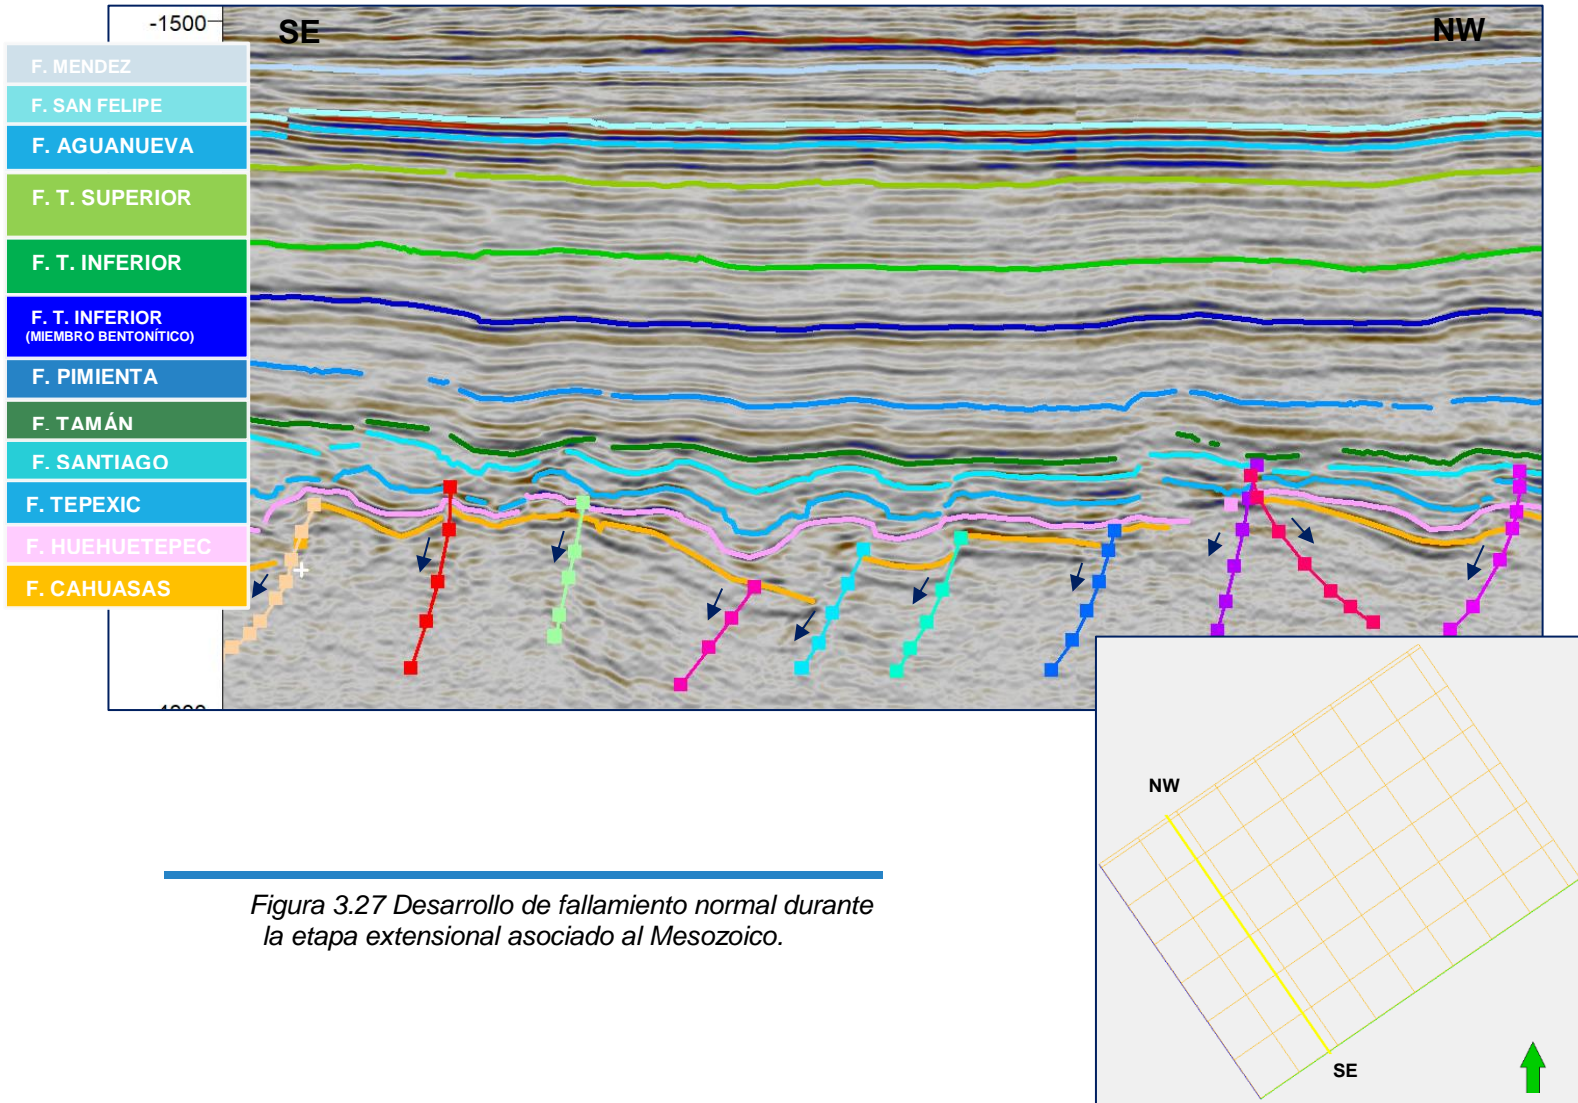 -1500
SE
NW
F. MENDEZ
F. SAN FELIPE
F. AGUANUEVA
F. T. SUPERIOR
F. T. INFERIOR
F. T. INFERIOR
(MIEMBRO BENTONÍTICO)
F. PIMIENTA
F. TAMÁN
F. SANTIAGO
F. TEPEXIC
F. HUEHUETEPEC
F. CAHUASAS
-4000
NW
SE
Figura 3.27 Desarrollo de fallamiento normal durante
la etapa extensional asociado al Mesozoico.